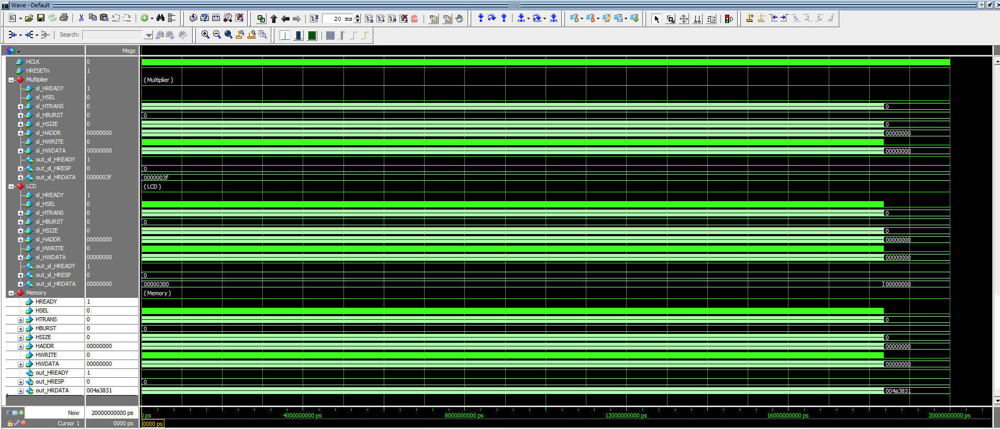 Wave - Default
20 ms
Search:
Msgs
HCLK 0
HRESETn 1
Multiplier (Multiplier )
sl_HREADY 1
sl_HSEL 0
sl_HTRANS 0 0
sl_HBURST 0 0
sl_HSIZE 0 0
sl_HADDR 00000000 00000000
sl_HWRITE 0
sl_HWDATA 00000000 00000000
out_sl_HREADY 1
out_sl_HRESP 0 0
out_sl_HRDATA 0000003f 0000003f
LCD (LCD )
sl_HREADY 1
sl_HSEL 0
sl_HTRANS 0 0
sl_HBURST 0 0
sl_HSIZE 0 0
sl_HADDR 00000000 00000000
sl_HWRITE 0
sl_HWDATA 00000000 00000000
out_sl_HREADY 1
out_sl_HRESP 0 0
out_sl_HRDATA 00000000 00000300 00000000
Memory (Memory )
HREADY 1
HSEL 0
HTRANS 0 0
HBURST 0 0
HSIZE 0 0
HADDR 00000000 00000000
HWRITE 0
HWDATA 00000000 00000000
out_HREADY 1
out_HRESP 0 0
out_HRDATA 004a3831 004a3831
Now 20000000000 ps 0 ps 4000000000 ps 8000000000 ps 12000000000 ps 16000000000 ps 20000000000 ps
Cursor 1 0000 ps 0000 ps